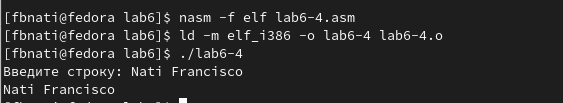 [fbnati@fedora lab6]$ nasm -f elf lab6-4.asm
[fbnati@fedora lab6]$ ld -m elf_i386 -o lab6-4 lab6-4.o
[fbnati@fedora lab6]$ ./lab6-4
Введите строку: Nati Francisco
Nati Francisco